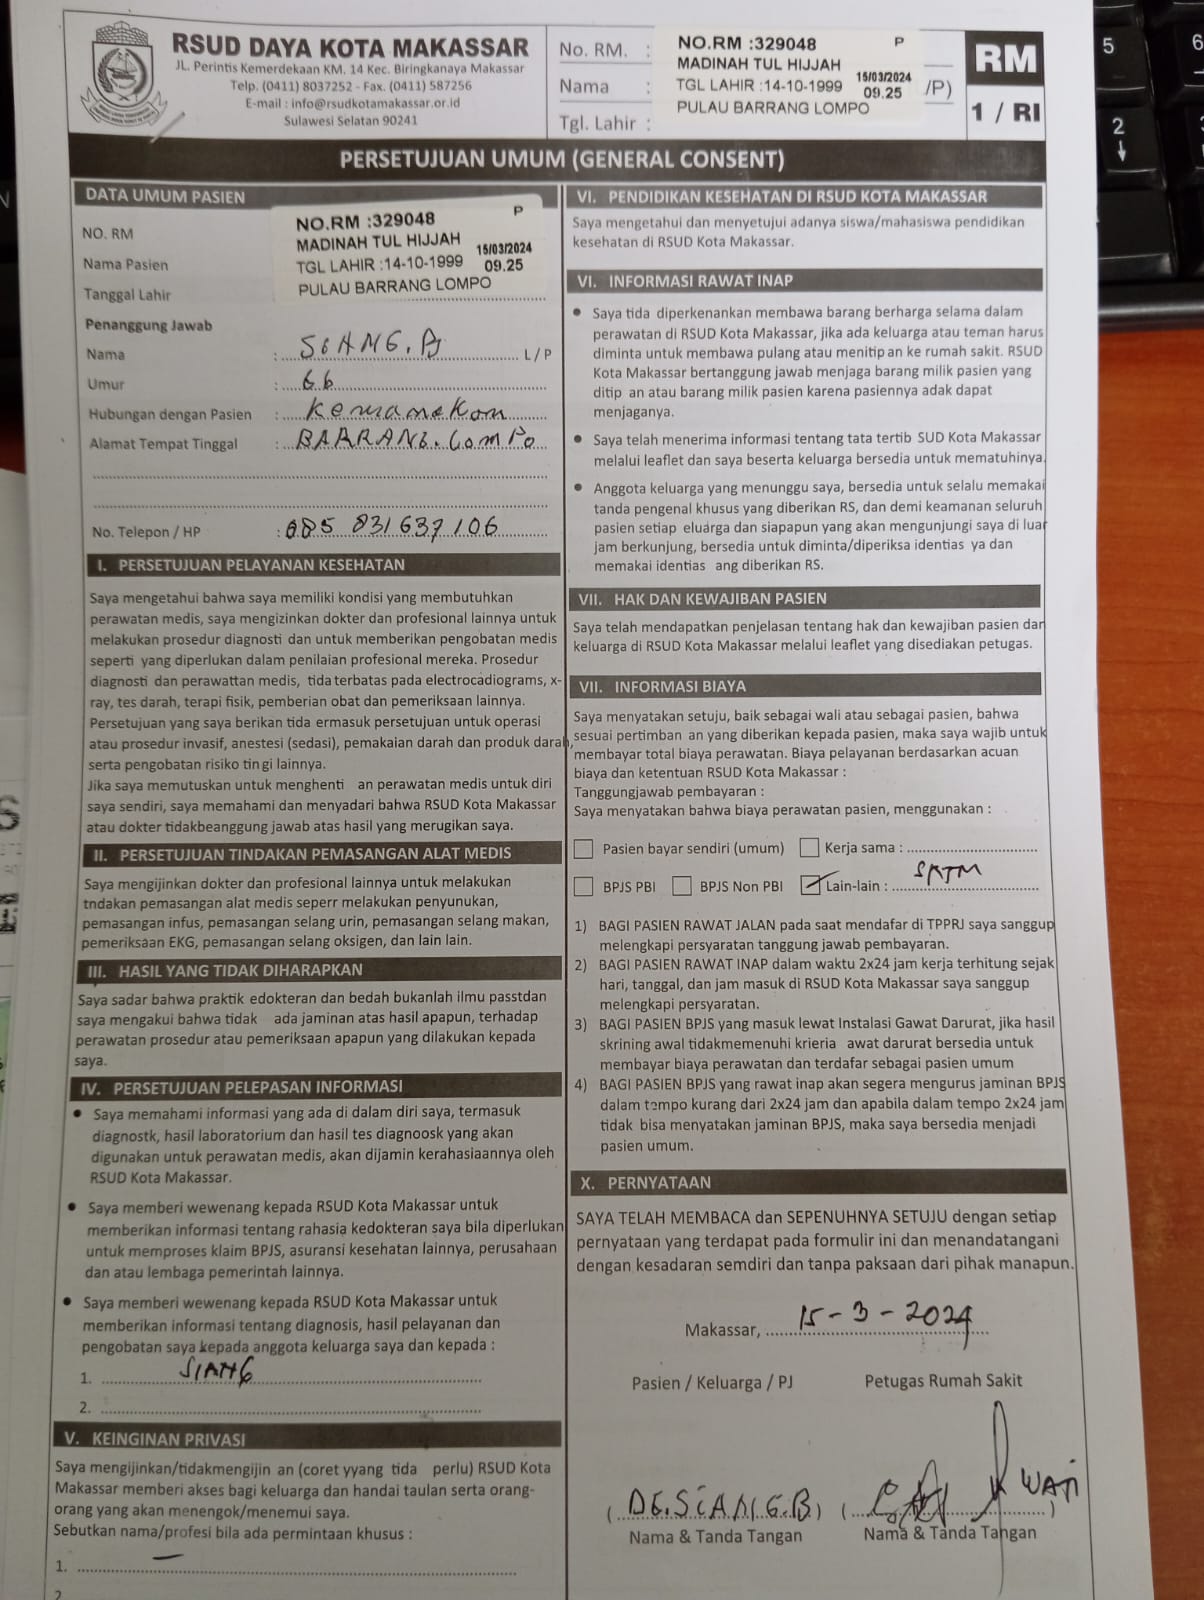 RSUD DAYA KOTA MAKASSAR
JL. Perintis Kemerdekaan KM. 14 Kec. Biringkanaya Makassar
Telp. (0411) 8037252 - Fax. (0411) 587256
E-mail : info@rsudkotamakassar.or.id
Sulawesi Selatan 90241
No. RM. :
Nama :
Tgl. Lahir :
NO.RM :329048 P
MADINAH TUL HIJJAH
TGL LAHIR :14-10-1999 15/03/2024 09.25
PULAU BARRANG LOMPO
/P)
RM
1 / RI
PERSETUJUAN UMUM (GENERAL CONSENT)
DATA UMUM PASIEN
NO. RM
Nama Pasien
Tanggal Lahir
NO.RM :329048 P
MADINAH TUL HIJJAH
TGL LAHIR :14-10-1999 15/03/2024 09.25
PULAU BARRANG LOMPO
Penanggung Jawab
Nama : SIANG. B L / P
Umur : 66
Hubungan dengan Pasien : kemanakan
Alamat Tempat Tinggal : BARRANG. LomPo
No. Telepon / HP : 085 831637106
I. PERSETUJUAN PELAYANAN KESEHATAN
Saya mengetahui bahwa saya memiliki kondisi yang membutuhkan
perawatan medis, saya mengizinkan dokter dan profesional lainnya untuk
melakukan prosedur diagnosti dan untuk memberikan pengobatan medis
seperti yang diperlukan dalam penilaian profesional mereka. Prosedur
diagnosti dan perawattan medis, tida terbatas pada electrocadiograms, x-
ray, tes darah, terapi fisik, pemberian obat dan pemeriksaan lainnya.
Persetujuan yang saya berikan tida ermasuk persetujuan untuk operasi
atau prosedur invasif, anestesi (sedasi), pemakaian darah dan produk darah,
serta pengobatan risiko tin gi lainnya.
Jika saya memutuskan untuk menghenti an perawatan medis untuk diri
saya sendiri, saya memahami dan menyadari bahwa RSUD Kota Makassar
atau dokter tidakbeanggung jawab atas hasil yang merugikan saya.
II. PERSETUJUAN TINDAKAN PEMASANGAN ALAT MEDIS
Saya mengijinkan dokter dan profesional lainnya untuk melakukan
tndakan pemasangan alat medis seperr melakukan penyunukan,
pemasangan infus, pemasangan selang urin, pemasangan selang makan,
pemeriksaan EKG, pemasangan selang oksigen, dan lain lain.
III. HASIL YANG TIDAK DIHARAPKAN
Saya sadar bahwa praktik edokteran dan bedah bukanlah ilmu passtdan
saya mengakui bahwa tidak ada jaminan atas hasil apapun, terhadap
perawatan prosedur atau pemeriksaan apapun yang dilakukan kepada
saya.
IV. PERSETUJUAN PELEPASAN INFORMASI
• Saya memahami informasi yang ada di dalam diri saya, termasuk
diagnostk, hasil laboratorium dan hasil tes diagnoosk yang akan
digunakan untuk perawatan medis, akan dijamin kerahasiaannya oleh
RSUD Kota Makassar.
• Saya memberi wewenang kepada RSUD Kota Makassar untuk
memberikan informasi tentang rahasia kedokteran saya bila diperlukan
untuk memproses klaim BPJS, asuransi kesehatan lainnya, perusahaan
dan atau lembaga pemerintah lainnya.
• Saya memberi wewenang kepada RSUD Kota Makassar untuk
memberikan informasi tentang diagnosis, hasil pelayanan dan
pengobatan saya kepada anggota keluarga saya dan kepada :
1. SIANG
2.
V. KEINGINAN PRIVASI
Saya mengijinkan/tidakmengijin an (coret yyang tida perlu) RSUD Kota
Makassar memberi akses bagi keluarga dan handai taulan serta orang-
orang yang akan menengok/menemui saya.
Sebutkan nama/profesi bila ada permintaan khusus :
1. —
2
VI. PENDIDIKAN KESEHATAN DI RSUD KOTA MAKASSAR
Saya mengetahui dan menyetujui adanya siswa/mahasiswa pendidikan
kesehatan di RSUD Kota Makassar.
VI. INFORMASI RAWAT INAP
• Saya tida diperkenankan membawa barang berharga selama dalam
perawatan di RSUD Kota Makassar, jika ada keluarga atau teman harus
diminta untuk membawa pulang atau menitip an ke rumah sakit. RSUD
Kota Makassar bertanggung jawab menjaga barang milik pasien yang
ditip an atau barang milik pasien karena pasiennya adak dapat
menjaganya.
• Saya telah menerima informasi tentang tata tertib SUD Kota Makassar
melalui leaflet dan saya beserta keluarga bersedia untuk mematuhinya.
• Anggota keluarga yang menunggu saya, bersedia untuk selalu memakai
tanda pengenal khusus yang diberikan RS, dan demi keamanan seluruh
pasien setiap eluarga dan siapapun yang akan mengunjungi saya di luar
jam berkunjung, bersedia untuk diminta/diperiksa identias ya dan
memakai identias ang diberikan RS.
VII. HAK DAN KEWAJIBAN PASIEN
Saya telah mendapatkan penjelasan tentang hak dan kewajiban pasien dan
keluarga di RSUD Kota Makassar melalui leaflet yang disediakan petugas.
VII. INFORMASI BIAYA
Saya menyatakan setuju, baik sebagai wali atau sebagai pasien, bahwa
sesuai pertimban an yang diberikan kepada pasien, maka saya wajib untuk
membayar total biaya perawatan. Biaya pelayanan berdasarkan acuan
biaya dan ketentuan RSUD Kota Makassar :
Tanggungjawab pembayaran :
Saya menyatakan bahwa biaya perawatan pasien, menggunakan :
Pasien bayar sendiri (umum) Kerja sama :
BPJS PBI BPJS Non PBI Lain-lain : SKTM
1) BAGI PASIEN RAWAT JALAN pada saat mendafar di TPPRJ saya sanggup
melengkapi persyaratan tanggung jawab pembayaran.
2) BAGI PASIEN RAWAT INAP dalam waktu 2x24 jam kerja terhitung sejak
hari, tanggal, dan jam masuk di RSUD Kota Makassar saya sanggup
melengkapi persyaratan.
3) BAGI PASIEN BPJS yang masuk lewat Instalasi Gawat Darurat, jika hasil
skrining awal tidakmemenuhi krieria awat darurat bersedia untuk
membayar biaya perawatan dan terdafar sebagai pasien umum
4) BAGI PASIEN BPJS yang rawat inap akan segera mengurus jaminan BPJS
dalam tempo kurang dari 2x24 jam dan apabila dalam tempo 2x24 jam
tidak bisa menyatakan jaminan BPJS, maka saya bersedia menjadi
pasien umum.
X. PERNYATAAN
SAYA TELAH MEMBACA dan SEPENUHNYA SETUJU dengan setiap
pernyataan yang terdapat pada formulir ini dan menandatangani
dengan kesadaran semdiri dan tanpa paksaan dari pihak manapun.
Makassar, 15-3-2024
Pasien / Keluarga / PJ Petugas Rumah Sakit
( DE.SIANG.B ) ( WATI )
Nama & Tanda Tangan Nama & Tanda Tangan
5
6
2